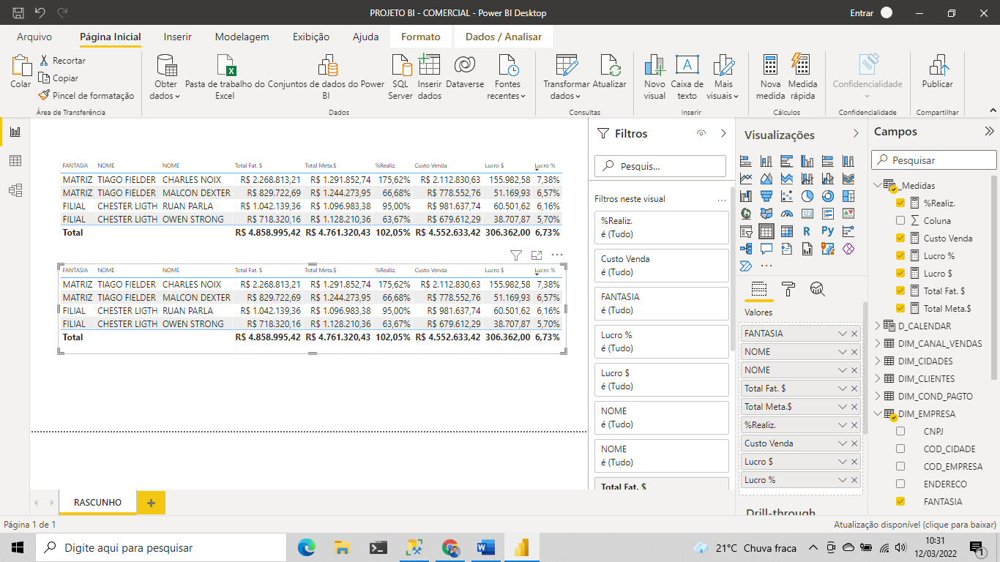 PROJETO BI - COMERCIAL - Power BI Desktop
Entrar
Arquivo
Página Inicial
Inserir
Modelagem
Exibição
Ajuda
Formato
Dados / Analisar
Colar
Recortar
Copiar
Pincel de formatação
Área de Transferência
Obter dados
Pasta de trabalho do Excel
Conjuntos de dados do Power BI
SQL Server
Inserir dados
Dataverse
Fontes recentes
Dados
Transformar dados
Atualizar
Consultas
Novo visual
Caixa de texto
Mais visuais
Inserir
Nova medida
Medida rápida
Cálculos
Confidencialidade
Confidencialidade
Publicar
Compartilhar
FANTASIA NOME NOME Total Fat. $ Total Meta.$ %Realiz. Custo Venda Lucro $ Lucro %
MATRIZ TIAGO FIELDER CHARLES NOIX R$ 2.268.813,21 R$ 1.291.852,74 175,62% R$ 2.112.830,63 155.982,58 7,38%
MATRIZ TIAGO FIELDER MALCON DEXTER R$ 829.722,69 R$ 1.244.273,95 66,68% R$ 778.552,76 51.169,93 6,57%
FILIAL CHESTER LIGTH RUAN PARLA R$ 1.042.139,36 R$ 1.096.983,38 95,00% R$ 981.637,74 60.501,62 6,16%
FILIAL CHESTER LIGTH OWEN STRONG R$ 718.320,16 R$ 1.128.210,36 63,67% R$ 679.612,29 38.707,87 5,70%
Total R$ 4.858.995,42 R$ 4.761.320,43 102,05% R$ 4.552.633,42 306.362,00 6,73%
FANTASIA NOME NOME Total Fat. $ Total Meta.$ %Realiz. Custo Venda Lucro $ Lucro %
MATRIZ TIAGO FIELDER CHARLES NOIX R$ 2.268.813,21 R$ 1.291.852,74 175,62% R$ 2.112.830,63 155.982,58 7,38%
MATRIZ TIAGO FIELDER MALCON DEXTER R$ 829.722,69 R$ 1.244.273,95 66,68% R$ 778.552,76 51.169,93 6,57%
FILIAL CHESTER LIGTH RUAN PARLA R$ 1.042.139,36 R$ 1.096.983,38 95,00% R$ 981.637,74 60.501,62 6,16%
FILIAL CHESTER LIGTH OWEN STRONG R$ 718.320,16 R$ 1.128.210,36 63,67% R$ 679.612,29 38.707,87 5,70%
Total R$ 4.858.995,42 R$ 4.761.320,43 102,05% R$ 4.552.633,42 306.362,00 6,73%
Filtros
Pesquis...
Filtros neste visual
%Realiz.
é (Tudo)
Custo Venda
é (Tudo)
FANTASIA
é (Tudo)
Lucro %
é (Tudo)
Lucro $
é (Tudo)
NOME
é (Tudo)
NOME
é (Tudo)
Total Fat. $
Visualizações
Valores
FANTASIA
NOME
NOME
Total Fat. $
Total Meta.$
%Realiz.
Custo Venda
Lucro $
Lucro %
Drill-through
Campos
Pesquisar
_Medidas
%Realiz.
Coluna
Custo Venda
Lucro %
Lucro $
Total Fat. $
Total Meta.$
D_CALENDAR
DIM_CANAL_VENDAS
DIM_CIDADES
DIM_CLIENTES
DIM_COND_PAGTO
DIM_EMPRESA
CNPJ
COD_CIDADE
COD_EMPRESA
ENDERECO
FANTASIA
RASCUNHO
Página 1 de 1
Atualização disponível (clique para baixar)
Digite aqui para pesquisar
21°C Chuva fraca
10:31
12/03/2022
1